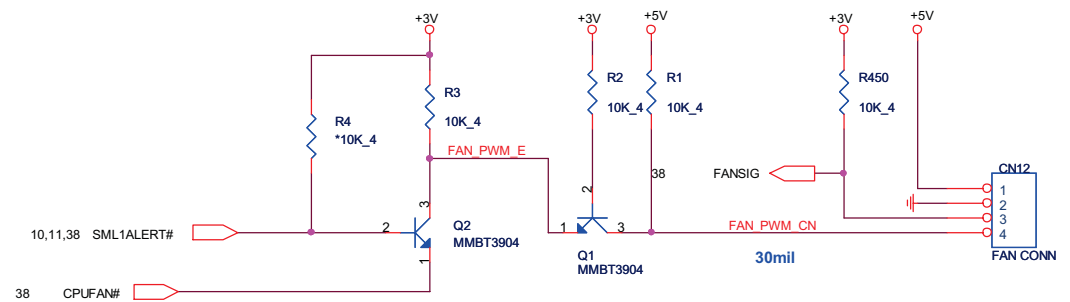 +3V
+3V
+5V
+3V
+5V
R4
*10K_4
R3
10K_4
R2
10K_4
R1
10K_4
R450
10K_4
FAN_PWM_E
38
FANSIG
CN12
1
2
3
4
FAN CONN
10,11,38 SML1ALERT#
2
3
1
Q2
MMBT3904
2
1
3
Q1
MMBT3904
FAN_PWM_CN
30mil
38 CPUFAN#